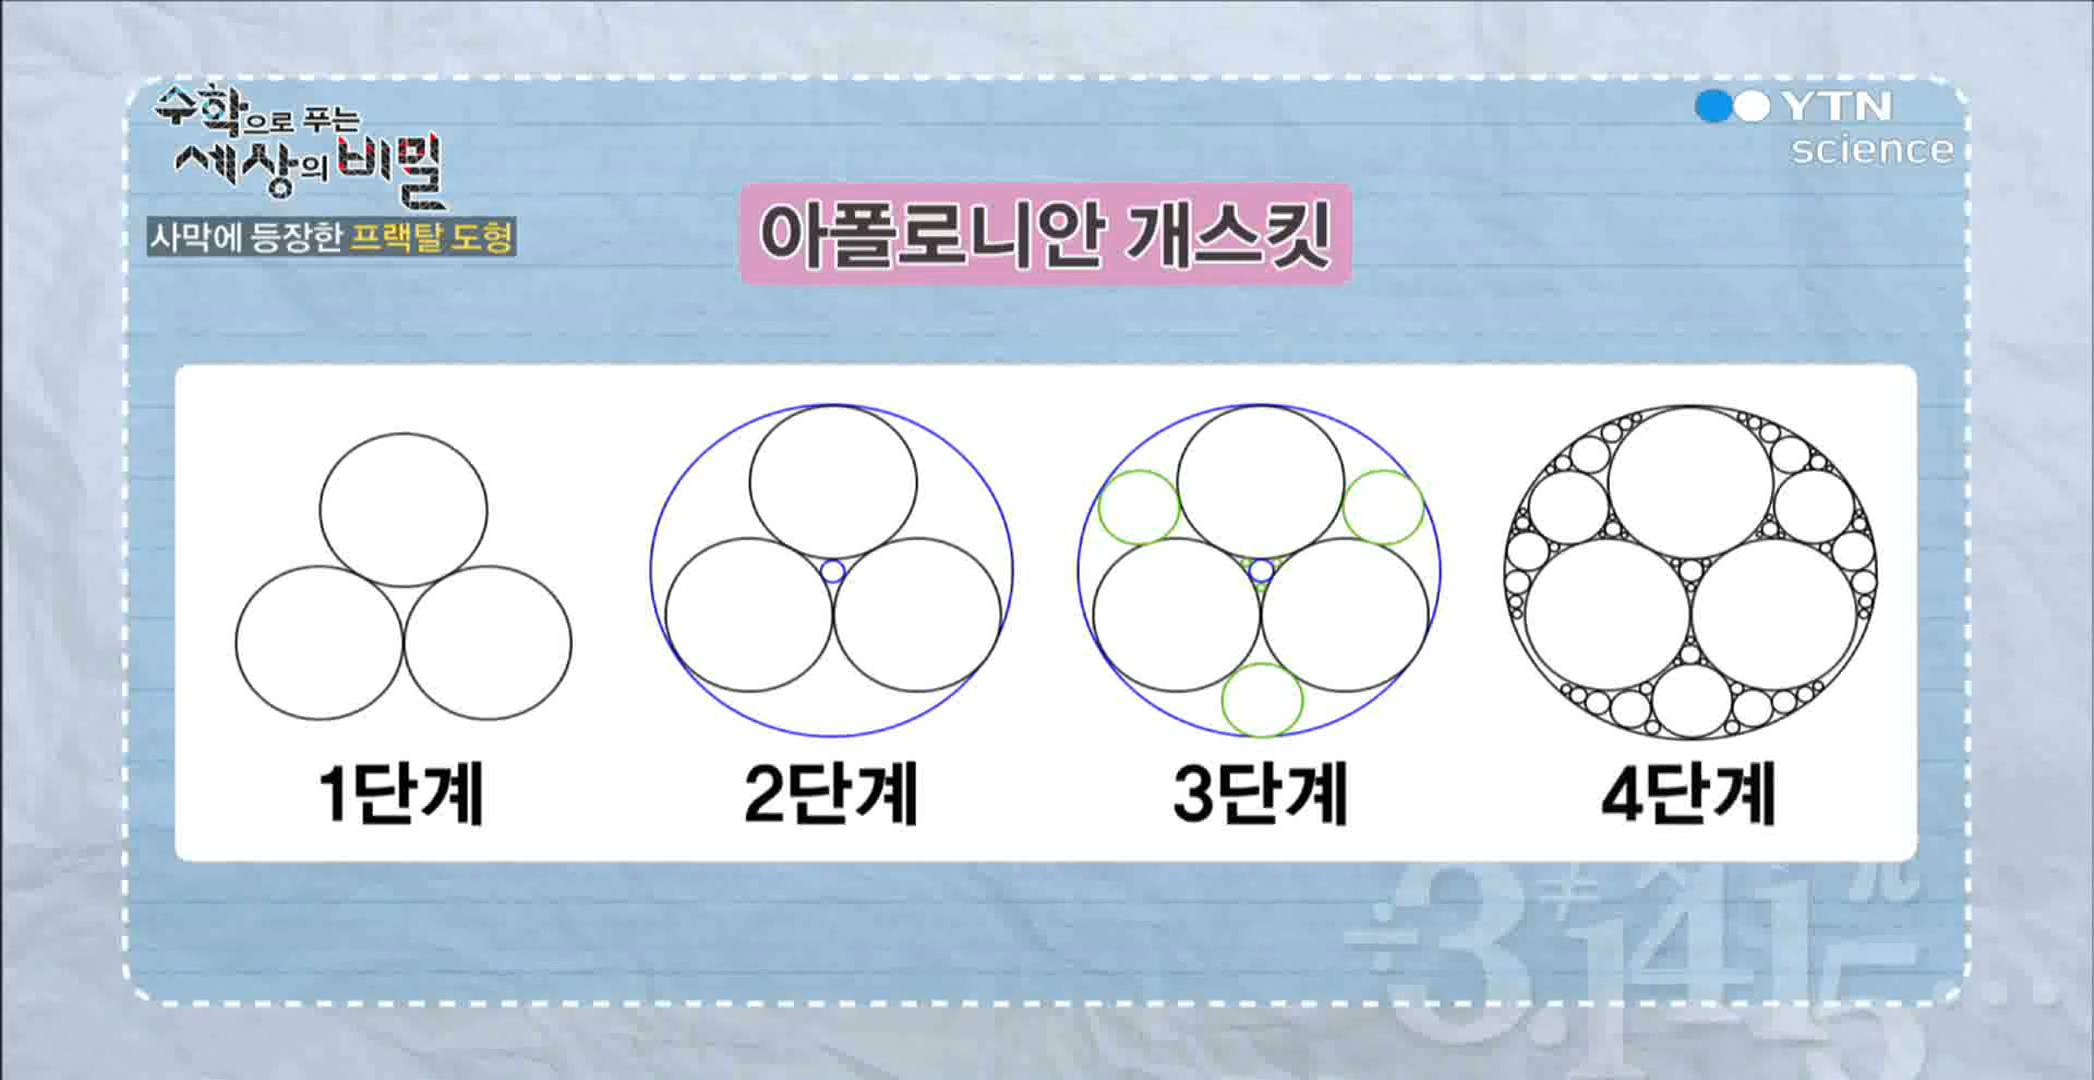 수학으로 푸는
세상의 비밀
사막에 등장한 프랙탈 도형
YTN
science
아폴로니안 개스킷
1단계
2단계
3단계
4단계
÷3.1415...
≠
π